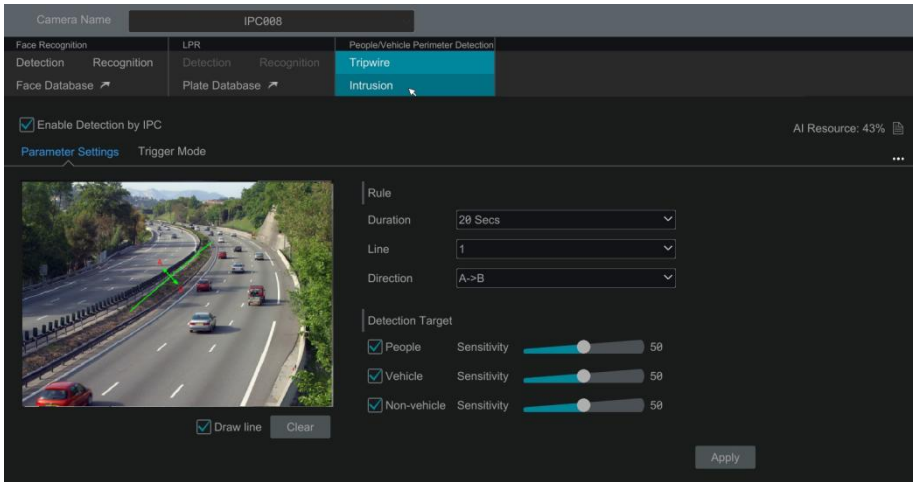 Camera Name IPC008
Face Recognition LPR People/Vehicle Perimeter Detection
Detection Recognition Detection Recognition Tripwire
Face Database Plate Database Intrusion
Enable Detection by IPC AI Resource: 43%
Parameter Settings Trigger Mode ...
Rule
Duration 20 Secs
Line 1
Direction A->B
Detection Target
People Sensitivity 50
Vehicle Sensitivity 50
Non-vehicle Sensitivity 50
Draw line Clear
Apply